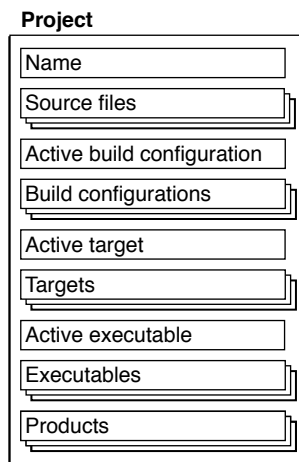 Project
Name
Source files
Active build configuration
Build configurations
Active target
Targets
Active executable
Executables
Products